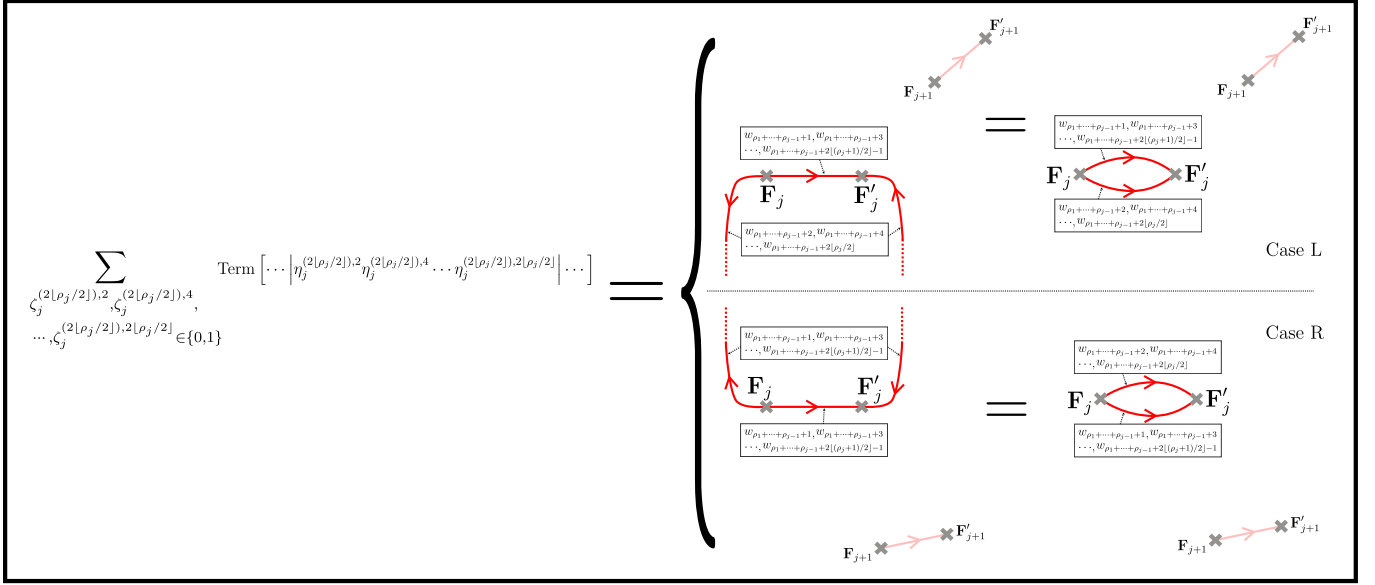 ∑ Term [ ⋯ | η_j^{(2⌊ρ_j/2⌋),2} η_j^{(2⌊ρ_j/2⌋),4} ⋯ η_j^{(2⌊ρ_j/2⌋),2⌊ρ_j/2⌋} | ⋯ ] =
ζ_j^{(2⌊ρ_j/2⌋),2}, ζ_j^{(2⌊ρ_j/2⌋),4},
⋯, ζ_j^{(2⌊ρ_j/2⌋),2⌊ρ_j/2⌋} ∈{0,1}
F′_{j+1}
F_{j+1}
w_{ρ_1+⋯+ρ_{j−1}+1}, w_{ρ_1+⋯+ρ_{j−1}+3}
⋯, w_{ρ_1+⋯+ρ_{j−1}+2⌊(ρ_j+1)/2⌋−1}
F_j F′_j
w_{ρ_1+⋯+ρ_{j−1}+2}, w_{ρ_1+⋯+ρ_{j−1}+4}
⋯, w_{ρ_1+⋯+ρ_{j−1}+2⌊ρ_j/2⌋}
=
F′_{j+1}
F_{j+1}
w_{ρ_1+⋯+ρ_{j−1}+1}, w_{ρ_1+⋯+ρ_{j−1}+3}
⋯, w_{ρ_1+⋯+ρ_{j−1}+2⌊(ρ_j+1)/2⌋−1}
F_j F′_j
w_{ρ_1+⋯+ρ_{j−1}+2}, w_{ρ_1+⋯+ρ_{j−1}+4}
⋯, w_{ρ_1+⋯+ρ_{j−1}+2⌊ρ_j/2⌋}
Case L
Case R
w_{ρ_1+⋯+ρ_{j−1}+1}, w_{ρ_1+⋯+ρ_{j−1}+3}
⋯, w_{ρ_1+⋯+ρ_{j−1}+2⌊(ρ_j+1)/2⌋−1}
F_j F′_j
w_{ρ_1+⋯+ρ_{j−1}+1}, w_{ρ_1+⋯+ρ_{j−1}+3}
⋯, w_{ρ_1+⋯+ρ_{j−1}+2⌊(ρ_j+1)/2⌋−1}
F_{j+1} F′_{j+1}
=
w_{ρ_1+⋯+ρ_{j−1}+2}, w_{ρ_1+⋯+ρ_{j−1}+4}
⋯, w_{ρ_1+⋯+ρ_{j−1}+2⌊ρ_j/2⌋}
F_j F′_j
w_{ρ_1+⋯+ρ_{j−1}+1}, w_{ρ_1+⋯+ρ_{j−1}+3}
⋯, w_{ρ_1+⋯+ρ_{j−1}+2⌊(ρ_j+1)/2⌋−1}
F_{j+1} F′_{j+1}